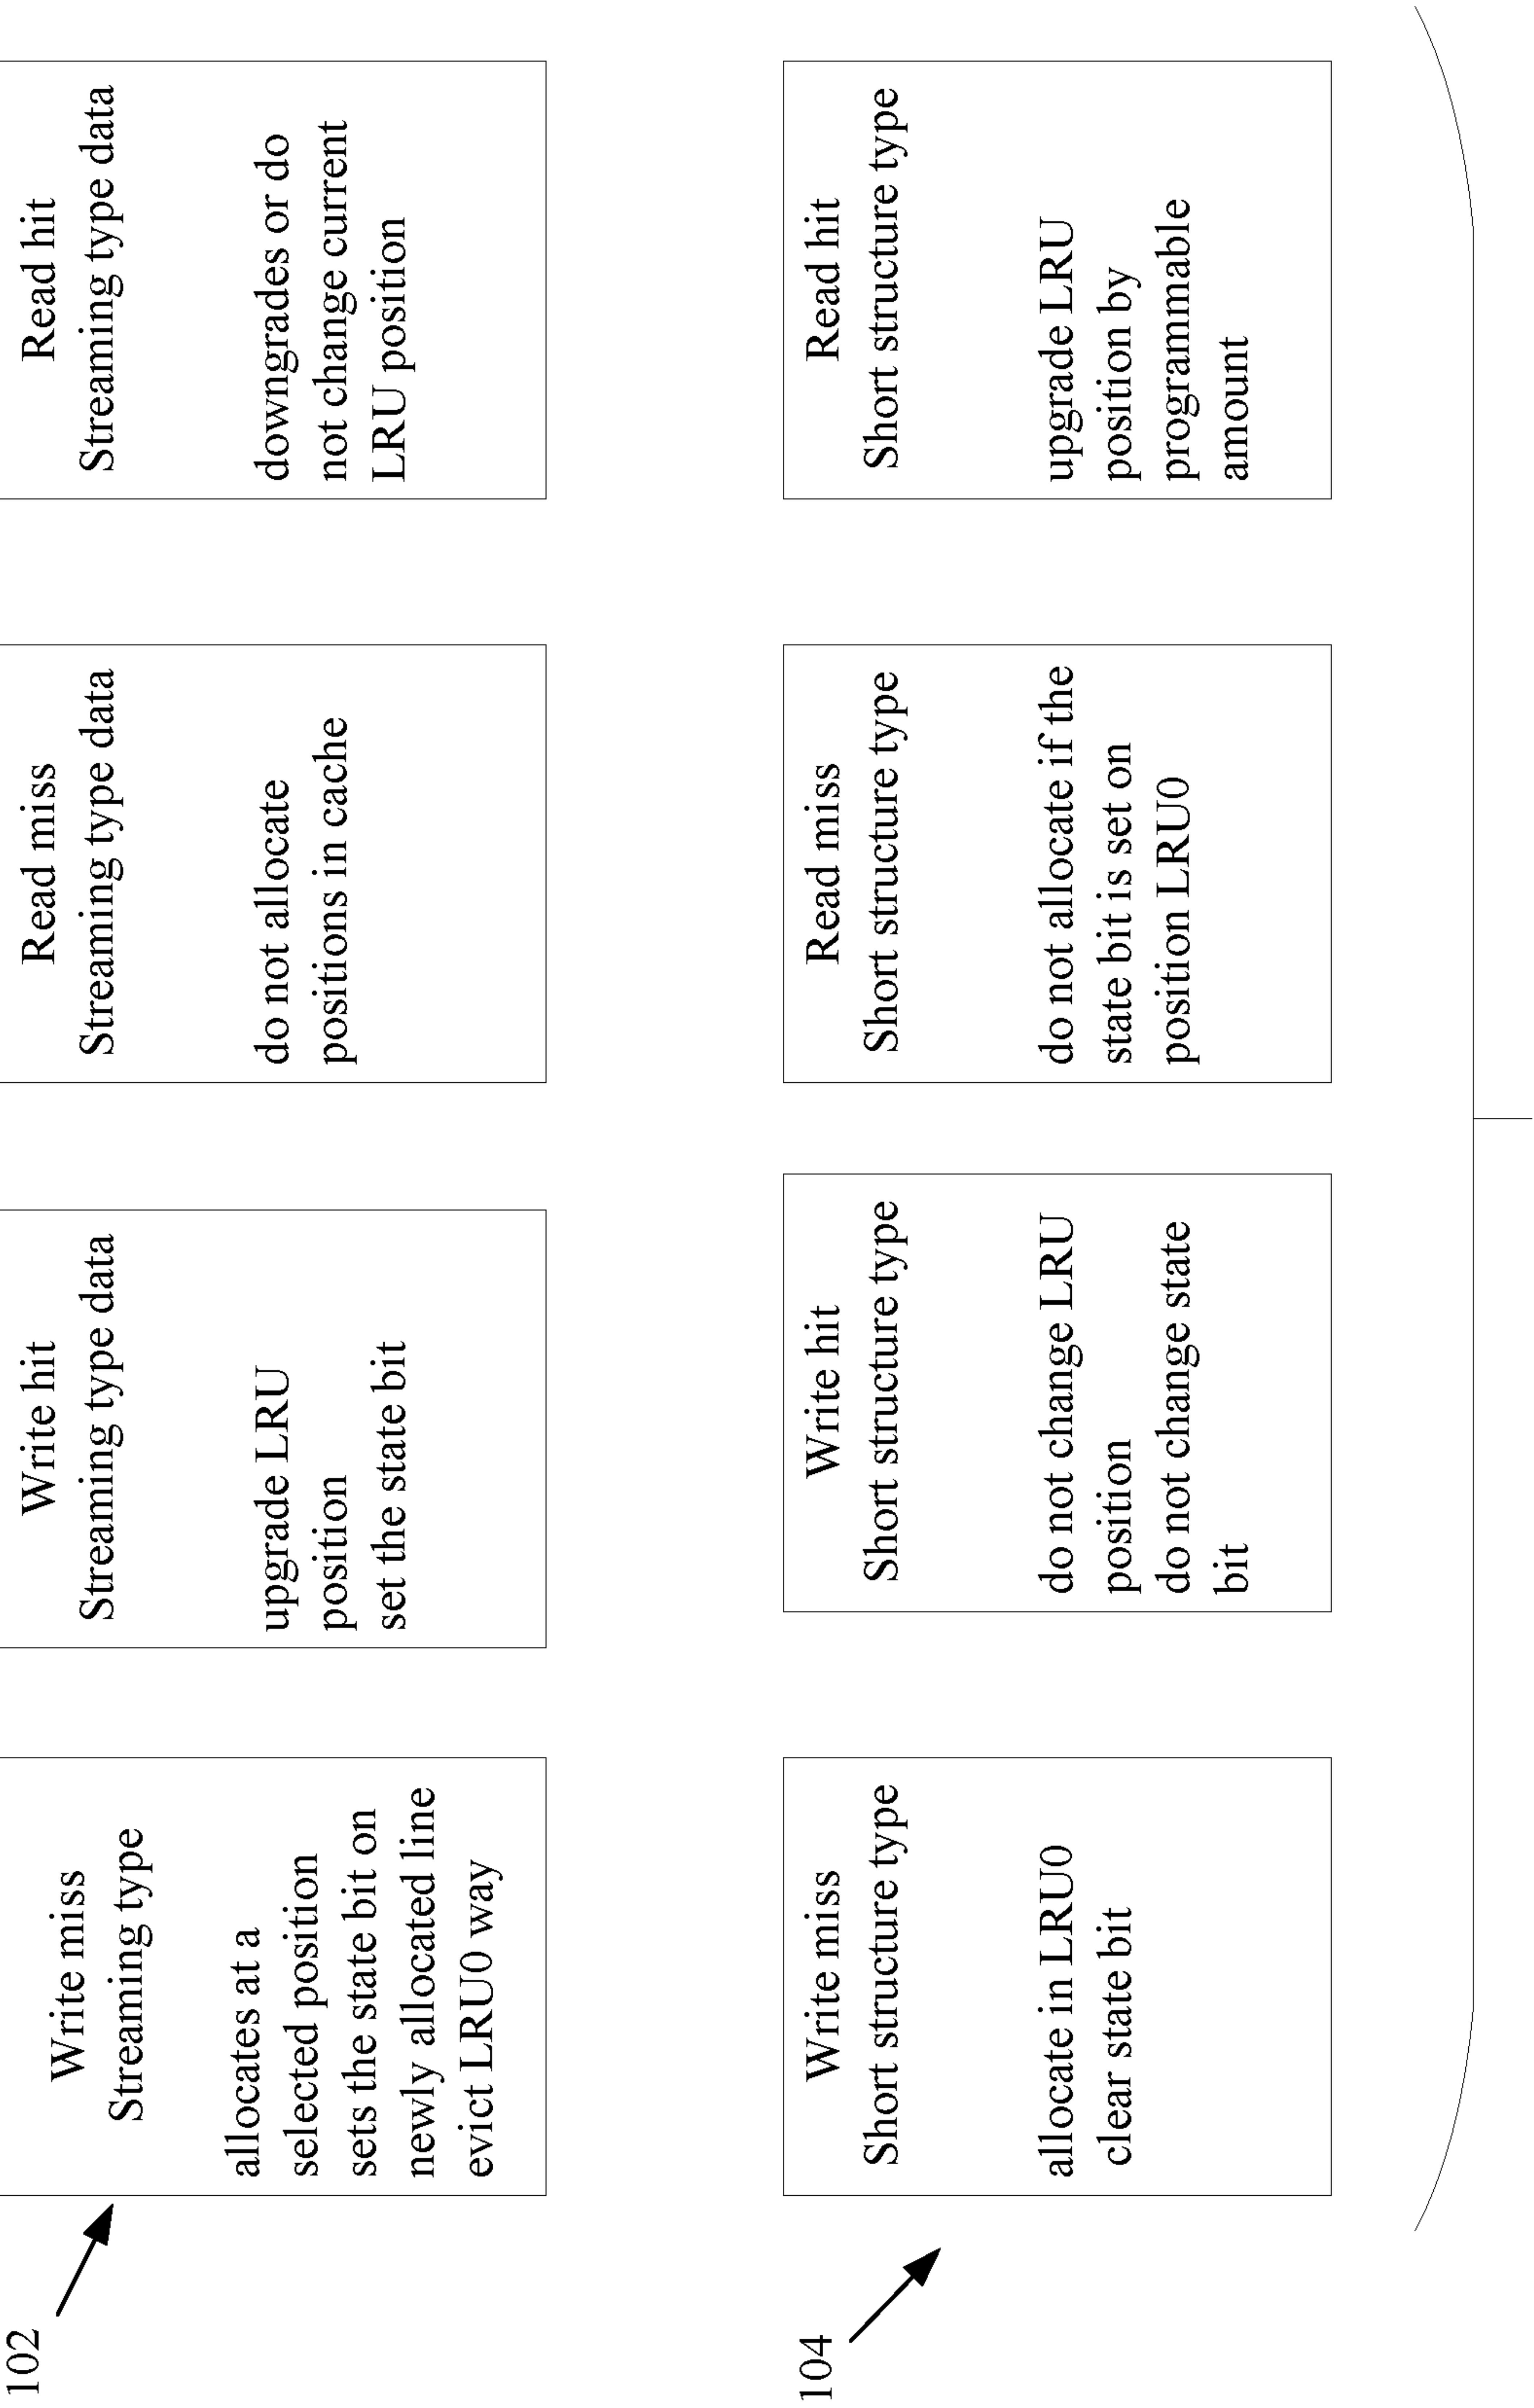 102
Write miss
Streaming type
allocates at a
selected position
sets the state bit on
newly allocated line
evict LRU0 way
Write hit
Streaming type data
upgrade LRU
position
set the state bit
Read miss
Streaming type data
do not allocate
positions in cache
Read hit
Streaming type data
downgrades or do
not change current
LRU position
104
Write miss
Short structure type
allocate in LRU0
clear state bit
Write hit
Short structure type
do not change LRU
position
do not change state
bit
Read miss
Short structure type
do not allocate if the
state bit is set on
position LRU0
Read hit
Short structure type
upgrade LRU
position by
programmable
amount